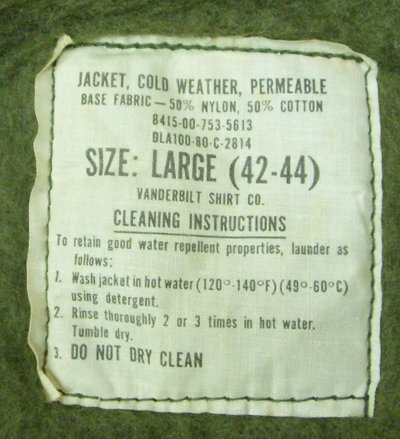 JACKET, COLD WEATHER, PERMEABLE
BASE FABRIC — 50% NYLON, 50% COTTON
8415-00-753-5613
DLA100-80-C-2814
SIZE: LARGE (42-44)
VANDERBILT SHIRT CO.
CLEANING INSTRUCTIONS
To retain good water repellent properties, launder as
follows:
1. Wash jacket in hot water (120°-140°F) (49°-60°C)
using detergent.
2. Rinse thoroughly 2 or 3 times in hot water.
Tumble dry.
3. DO NOT DRY CLEAN